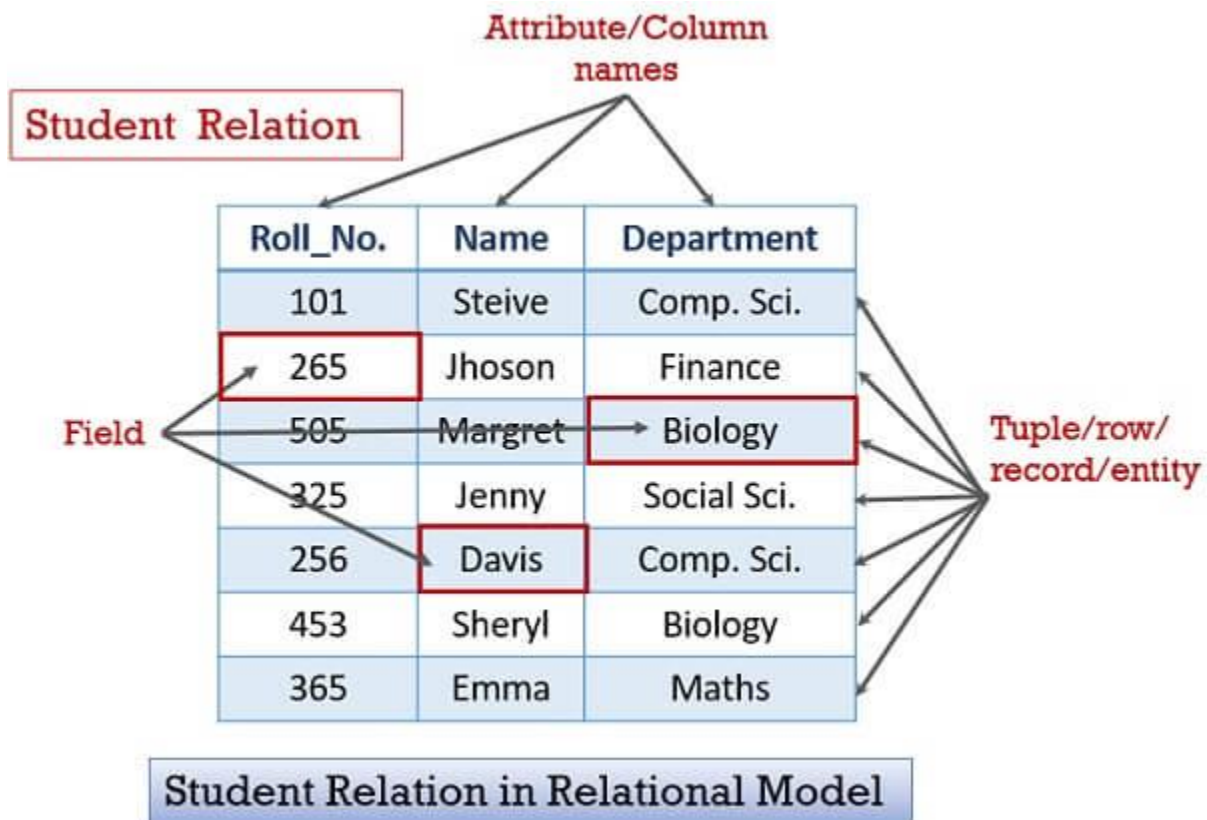 Attribute/Column
names
Student Relation
Roll_No. Name Department
101 Steive Comp. Sci.
265 Jhoson Finance
505 Margret Biology
325 Jenny Social Sci.
256 Davis Comp. Sci.
453 Sheryl Biology
365 Emma Maths
Field
Tuple/row/
record/entity
Student Relation in Relational Model